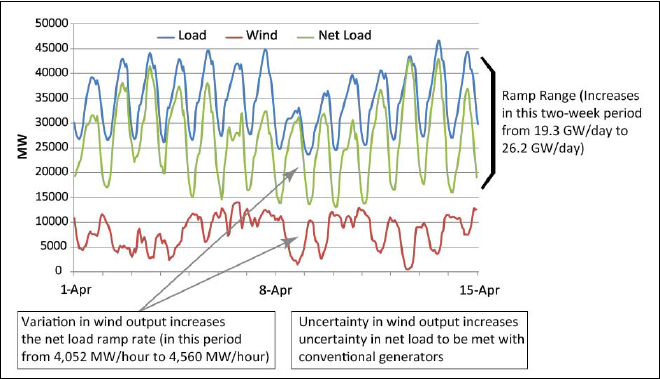 50000
45000
40000
35000
30000
25000
20000
15000
10000
5000
0
MW
Load Wind Net Load
1-Apr 8-Apr 15-Apr
Ramp Range (Increases
in this two-week period
from 19.3 GW/day to
26.2 GW/day)
Variation in wind output increases
the net load ramp rate (in this period
from 4,052 MW/hour to 4,560 MW/hour)
Uncertainty in wind output increases
uncertainty in net load to be met with
conventional generators